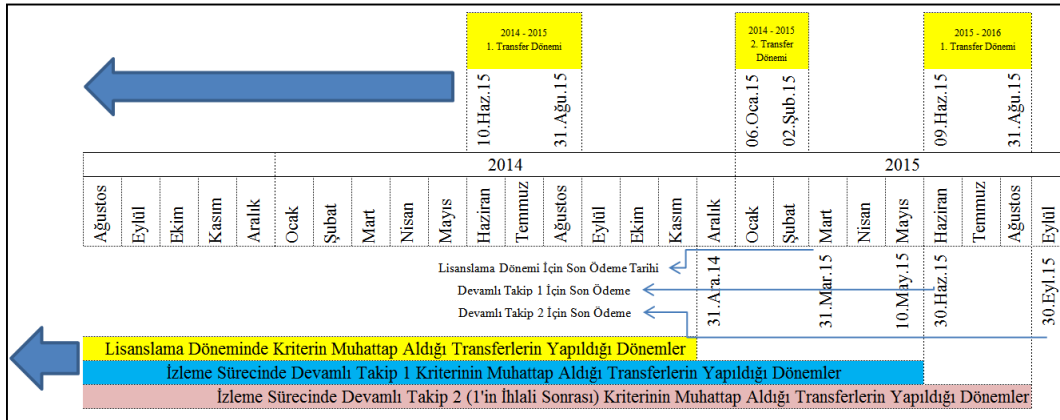 2014 - 2015
1. Transfer Dönemi
2014 - 2015
2. Transfer
Dönemi
2015 - 2016
1. Transfer Dönemi
10.Haz.15
31.Ağu.15
06.Oca.15
02.Şub.15
09.Haz.15
31.Ağu.15
2014
2015
Ağustos
Eylül
Ekim
Kasım
Aralık
Ocak
Şubat
Mart
Nisan
Mayıs
Haziran
Temmuz
Ağustos
Eylül
Ekim
Kasım
Aralık
Ocak
Şubat
Mart
Nisan
Mayıs
Haziran
Temmuz
Ağustos
Eylül
Lisanslama Dönemi İçin Son Ödeme Tarihi
Devamlı Takip 1 İçin Son Ödeme
Devamlı Takip 2 İçin Son Ödeme
31.Ara.14
31.Mar.15
10.May.15
30.Haz.15
30.Eyl.15
Lisanslama Döneminde Kriterin Muhattap Aldığı Transferlerin Yapıldığı Dönemler
İzleme Sürecinde Devamlı Takip 1 Kriterinin Muhattap Aldığı Transferlerin Yapıldığı Dönemler
İzleme Sürecinde Devamlı Takip 2 (1'in İhlali Sonrası) Kriterinin Muhattap Aldığı Transferlerin Yapıldığı Dönemler